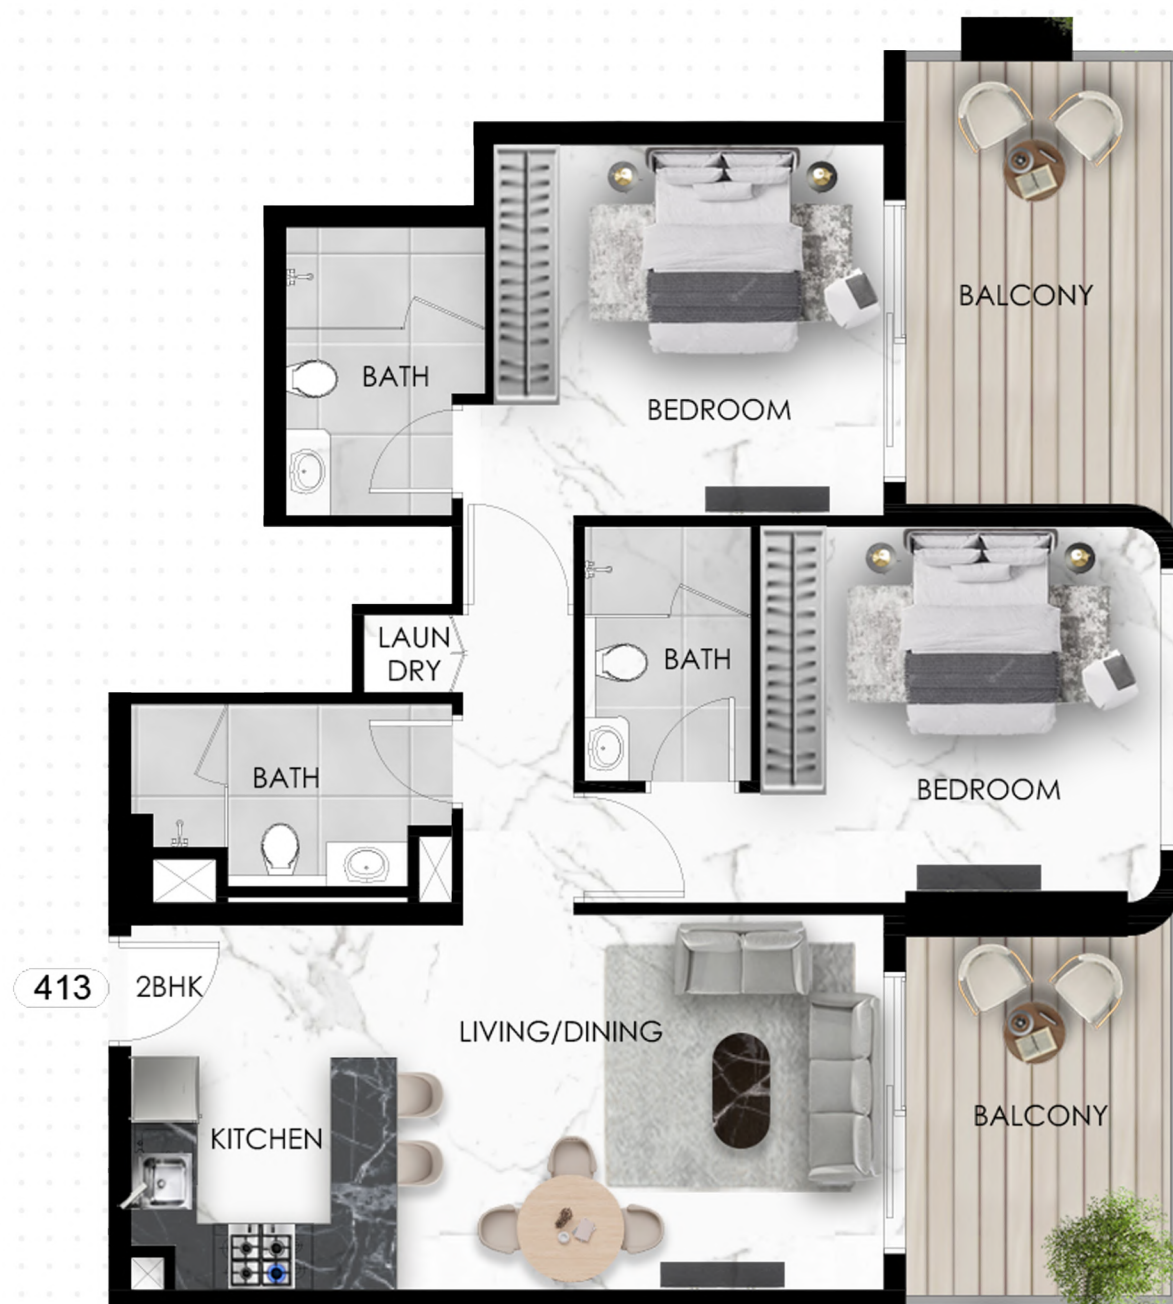 BALCONY
BATH
BEDROOM
LAUN
DRY
BATH
BATH
BEDROOM
413
2BHK
LIVING/DINING
KITCHEN
BALCONY